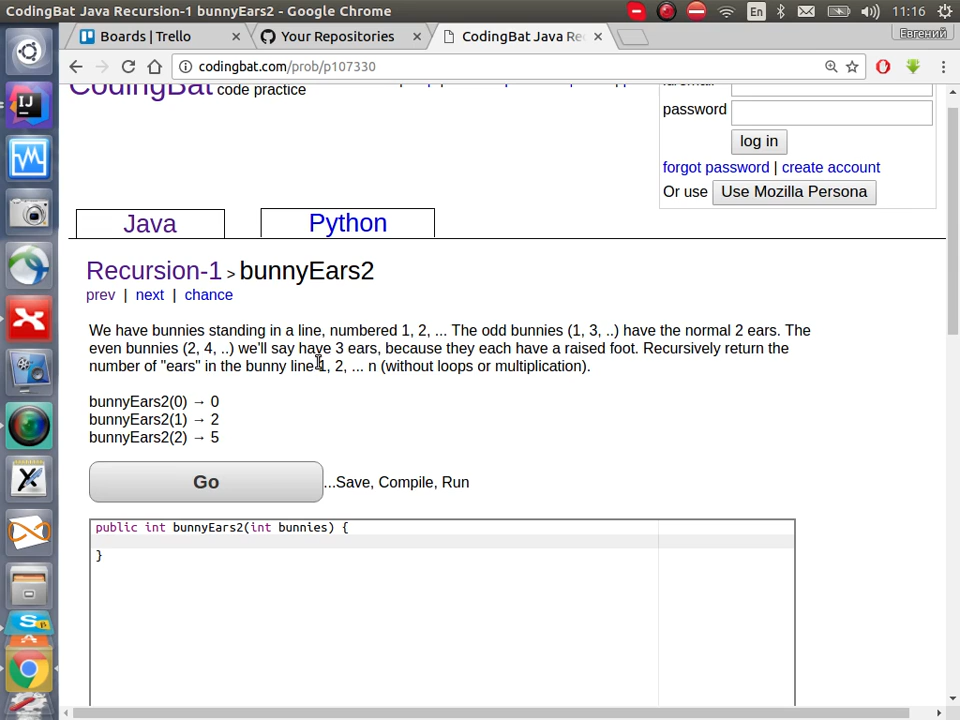 CodingBat Java Recursion-1 bunnyEars2 - Google Chrome
En
11:16
Boards | Trello
Your Repositories
CodingBat Java Re
Евгений
codingbat.com/prob/p107330
CodingBat code practice
password
log in
forgot password | create account
Or use Use Mozilla Persona
Java
Python
Recursion-1 > bunnyEars2
prev | next | chance
We have bunnies standing in a line, numbered 1, 2, ... The odd bunnies (1, 3, ..) have the normal 2 ears. The
even bunnies (2, 4, ..) we'll say have 3 ears, because they each have a raised foot. Recursively return the
number of "ears" in the bunny line 1, 2, ... n (without loops or multiplication).
bunnyEars2(0) → 0
bunnyEars2(1) → 2
bunnyEars2(2) → 5
Go
...Save, Compile, Run
public int bunnyEars2(int bunnies) {
}